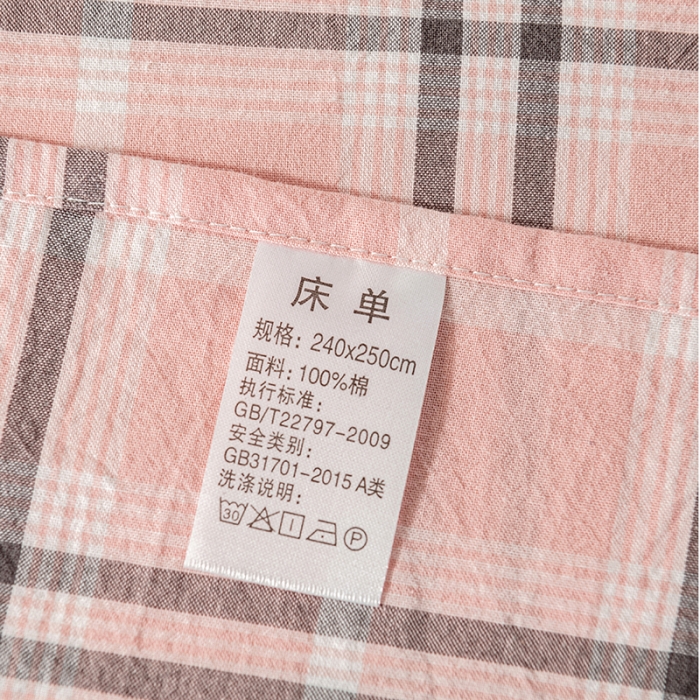 床单
规格：240x250cm
面料：100%棉
执行标准：
GB/T22797-2009
安全类别：
GB31701-2015 A类
洗涤说明：
30 P